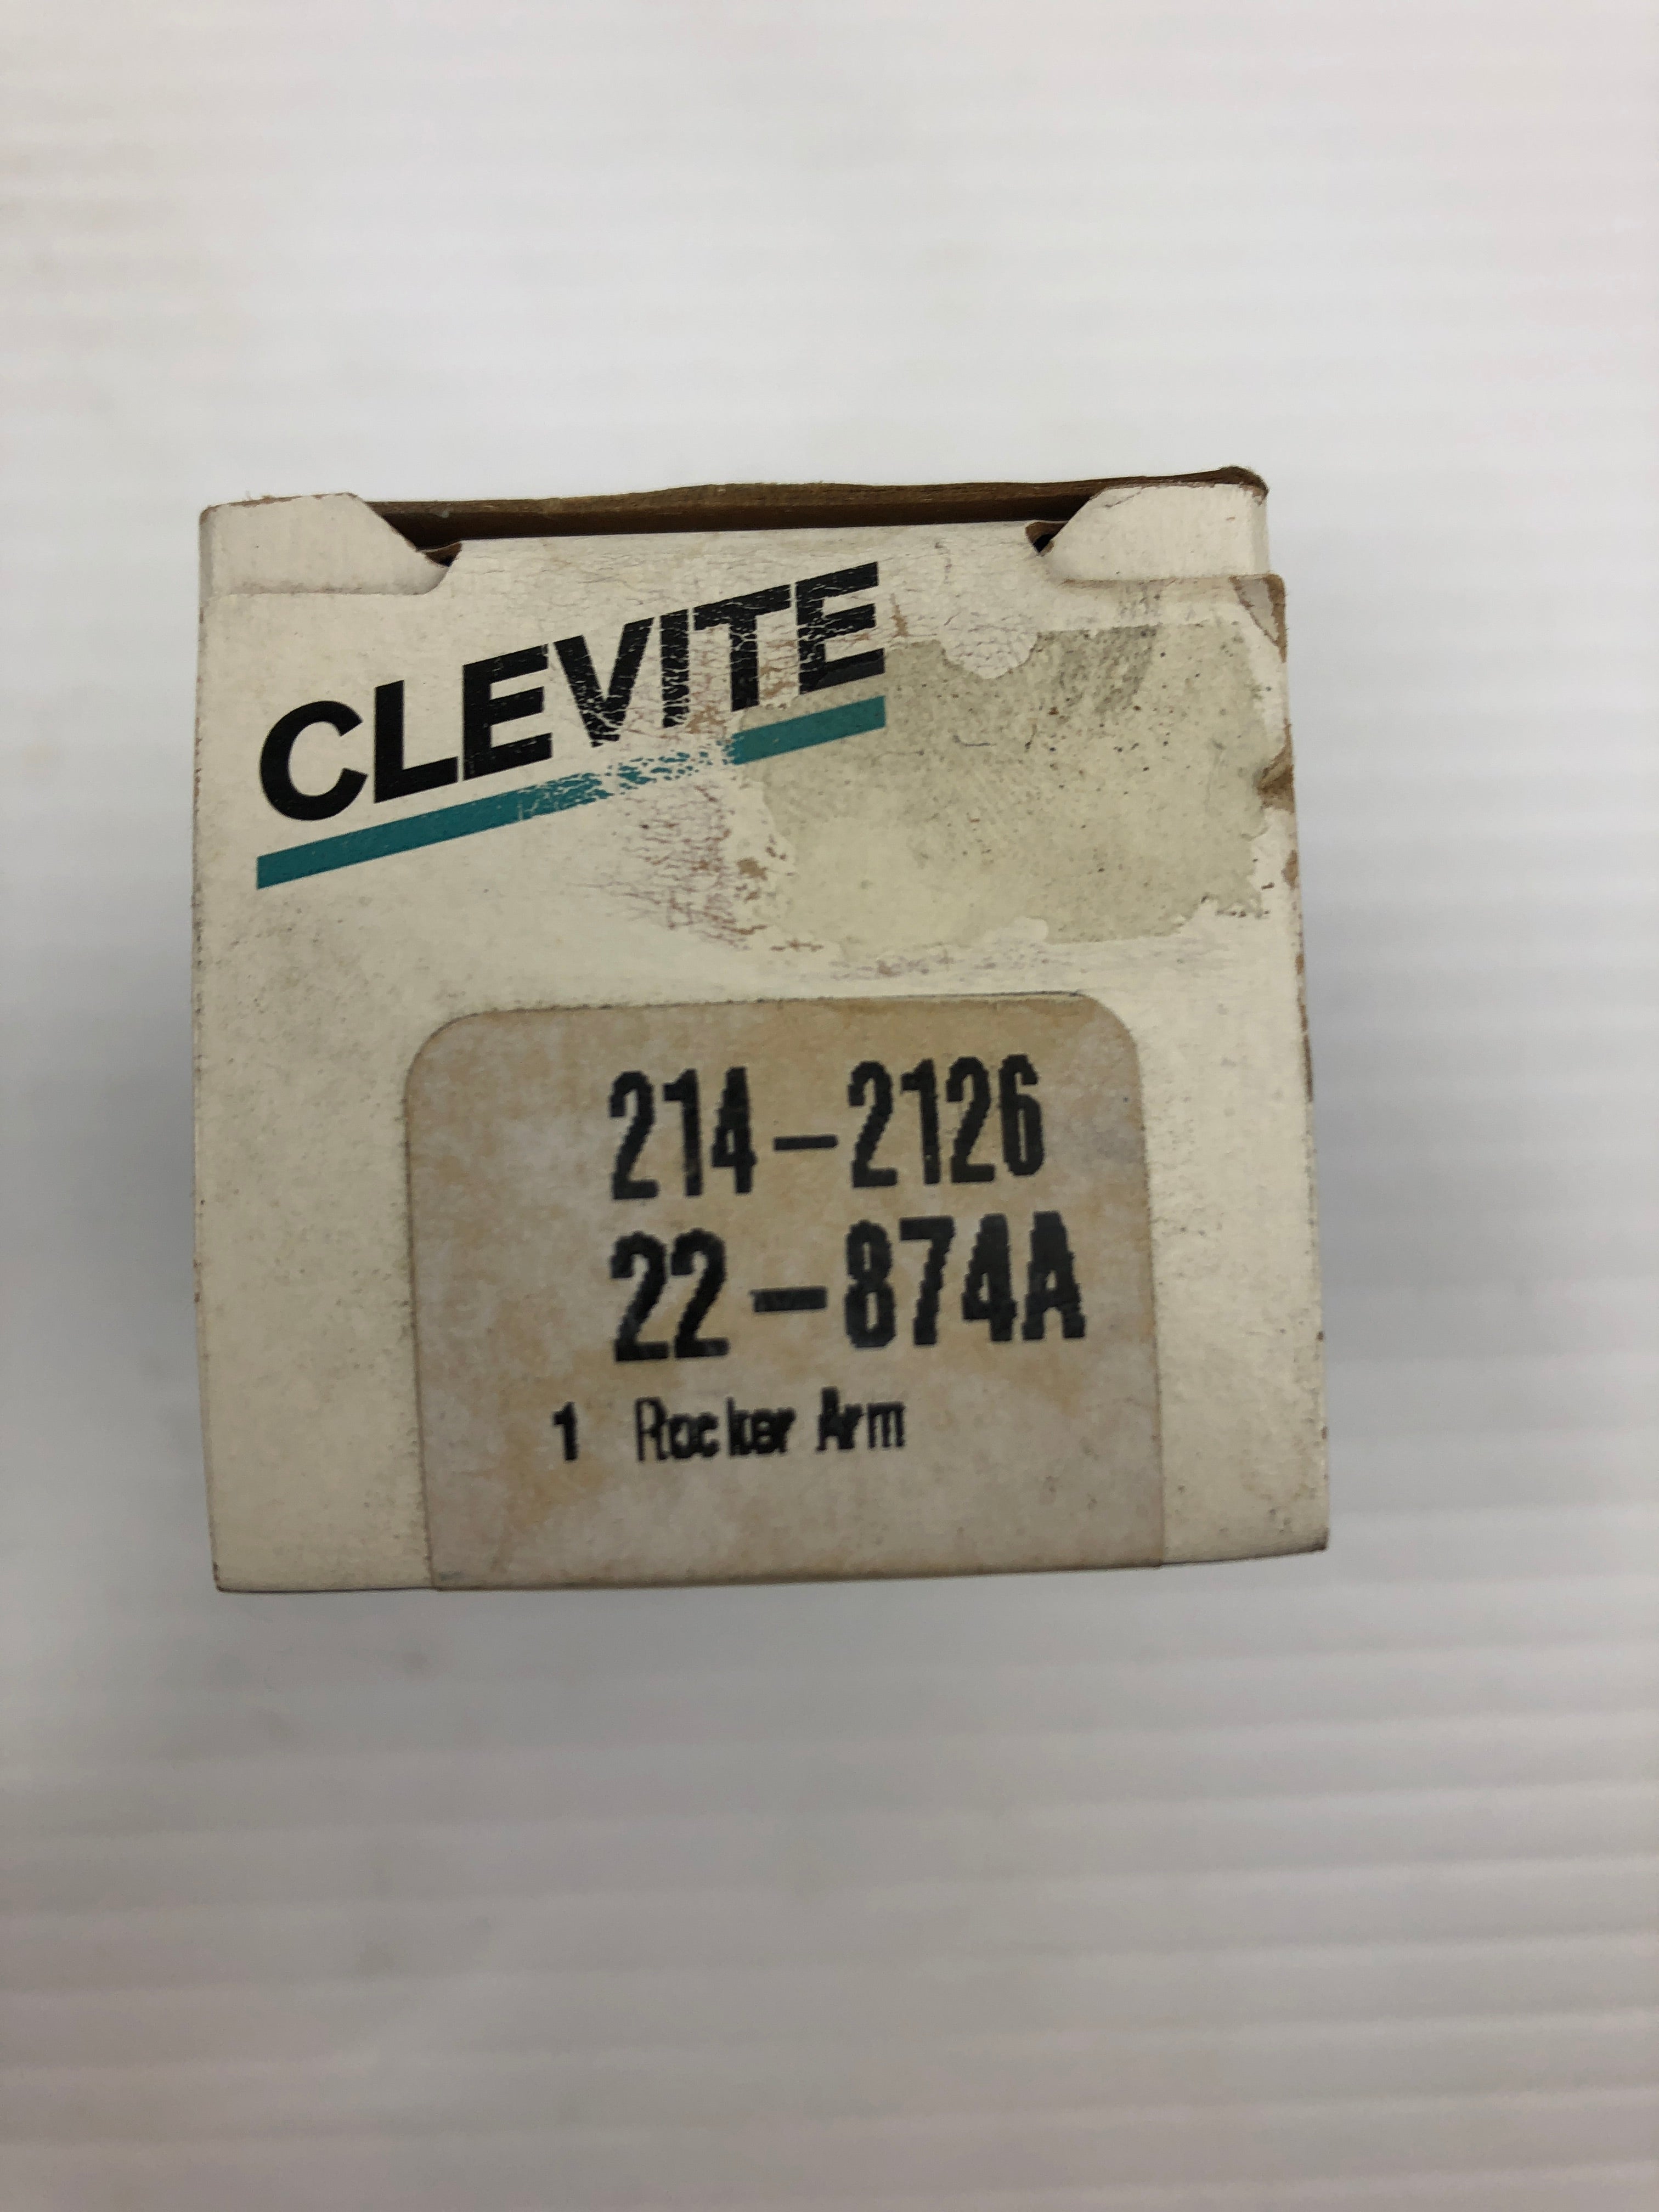 CLEVITE
214-2126
22-874A
1 Rocker Arm